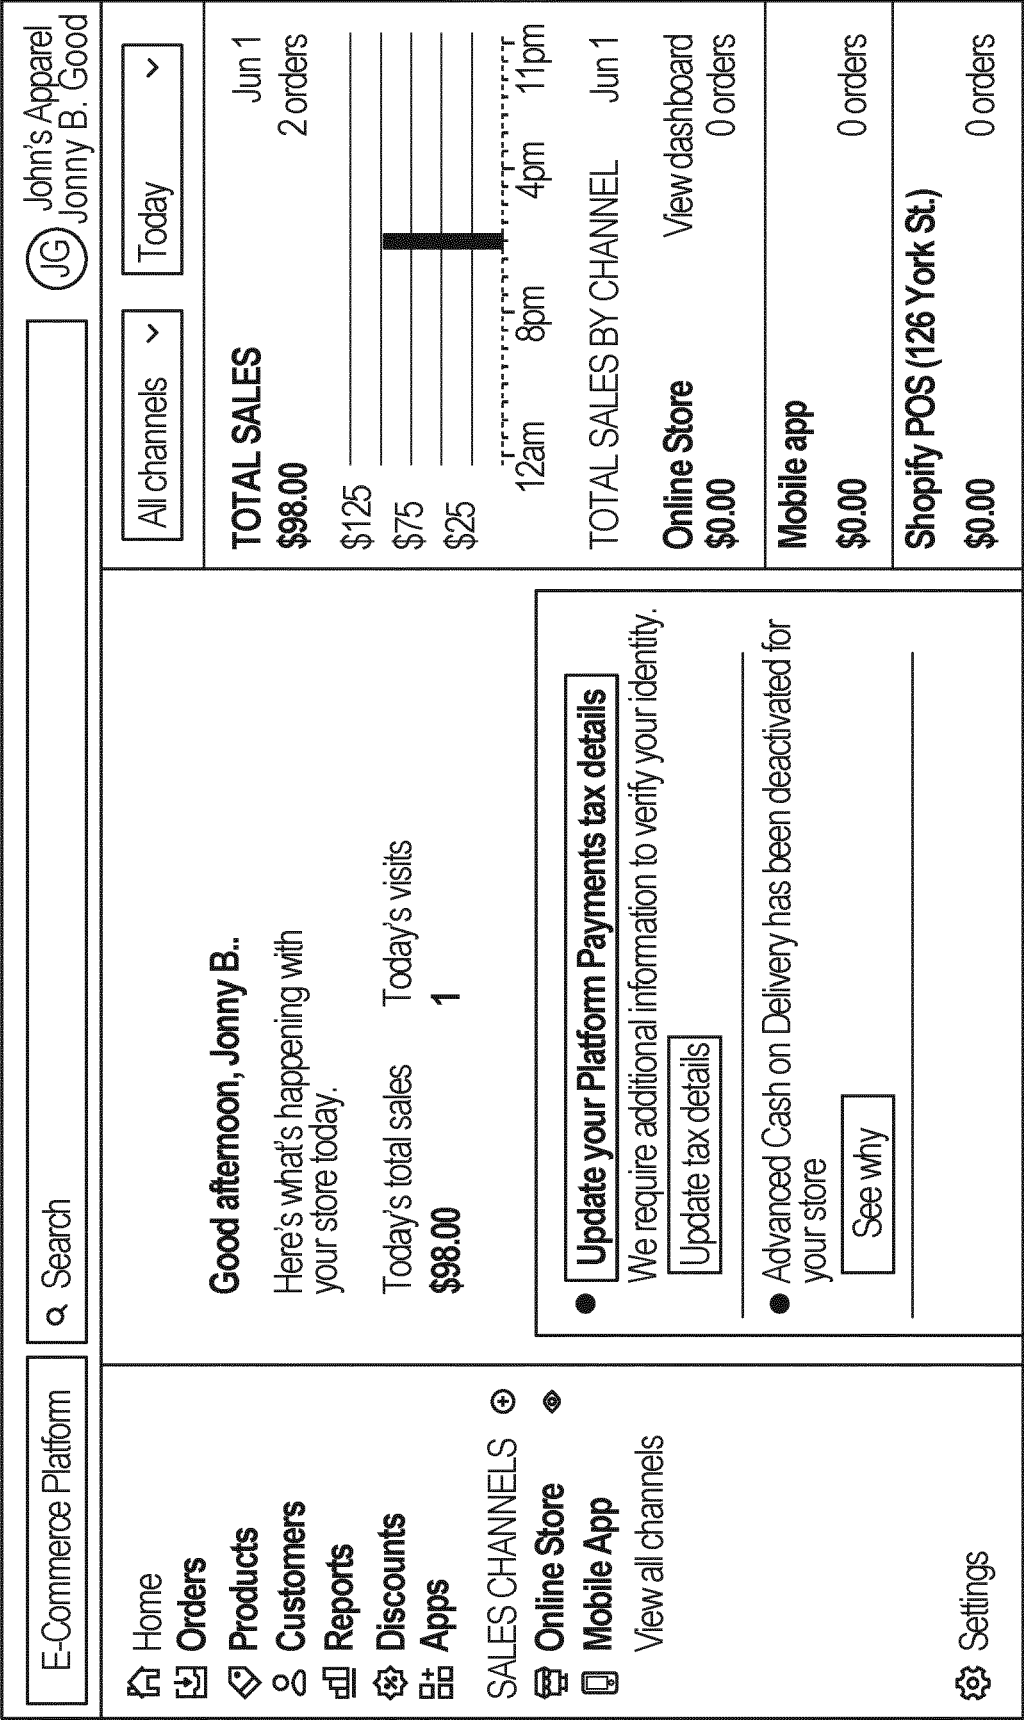 E-Commerce Platform
Search
JG
John's Apparel
Jonny B. Good
Home
Orders
Products
Customers
Reports
Discounts
Apps
SALES CHANNELS
Online Store
Mobile App
View all channels
Settings
Good afternoon, Jonny B..
Here's what's happening with
your store today.
Today's total sales Today's visits
$98.00 1
Update your Platform Payments tax details
We require additional information to verify your identity.
Update tax details
Advanced Cash on Delivery has been deactivated for
your store
See why
All channels Today
TOTAL SALES Jun 1
$98.00 2 orders
$125
$75
$25
12am 8pm 4pm 11pm
TOTAL SALES BY CHANNEL Jun 1
Online Store View dashboard
$0.00 0 orders
Mobile app
$0.00 0 orders
Shopify POS (126 York St.)
$0.00 0 orders